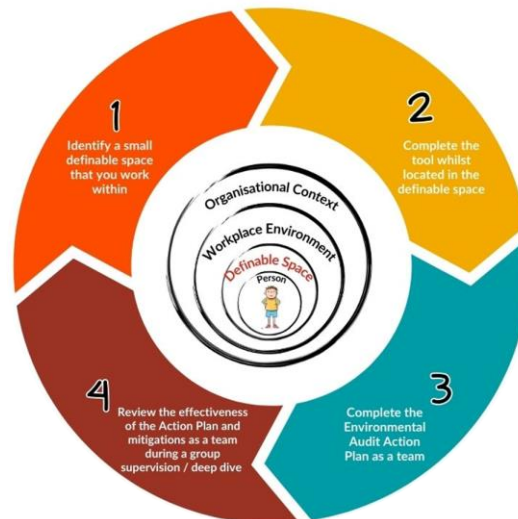 1
Identify a small
definable space
that you work
within
2
Complete the
tool whilst
located in the
definable space
3
Complete the
Environmental
Audit Action
Plan as a team
4
Review the effectiveness
of the Action Plan and
mitigations as a team
during a group
supervision / deep dive
Organisational Context
Workplace Environment
Definable Space
Person